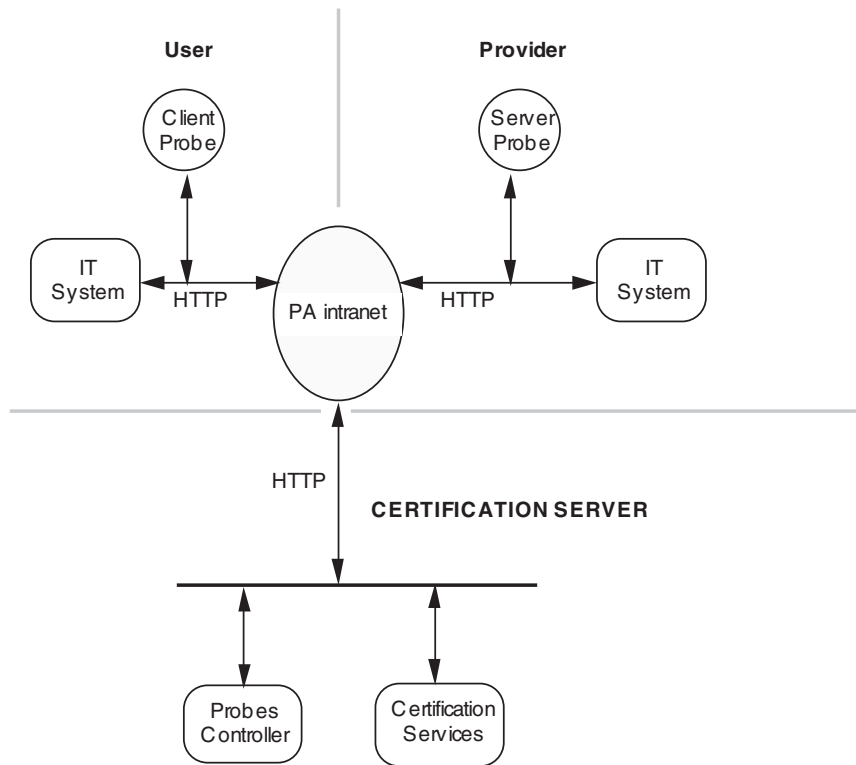 User
Provider
Client
Probe
Server
Probe
IT
System
HTTP
PA intranet
HTTP
IT
System
HTTP
CERTIFICATION SERVER
Probes
Controller
Certification
Services